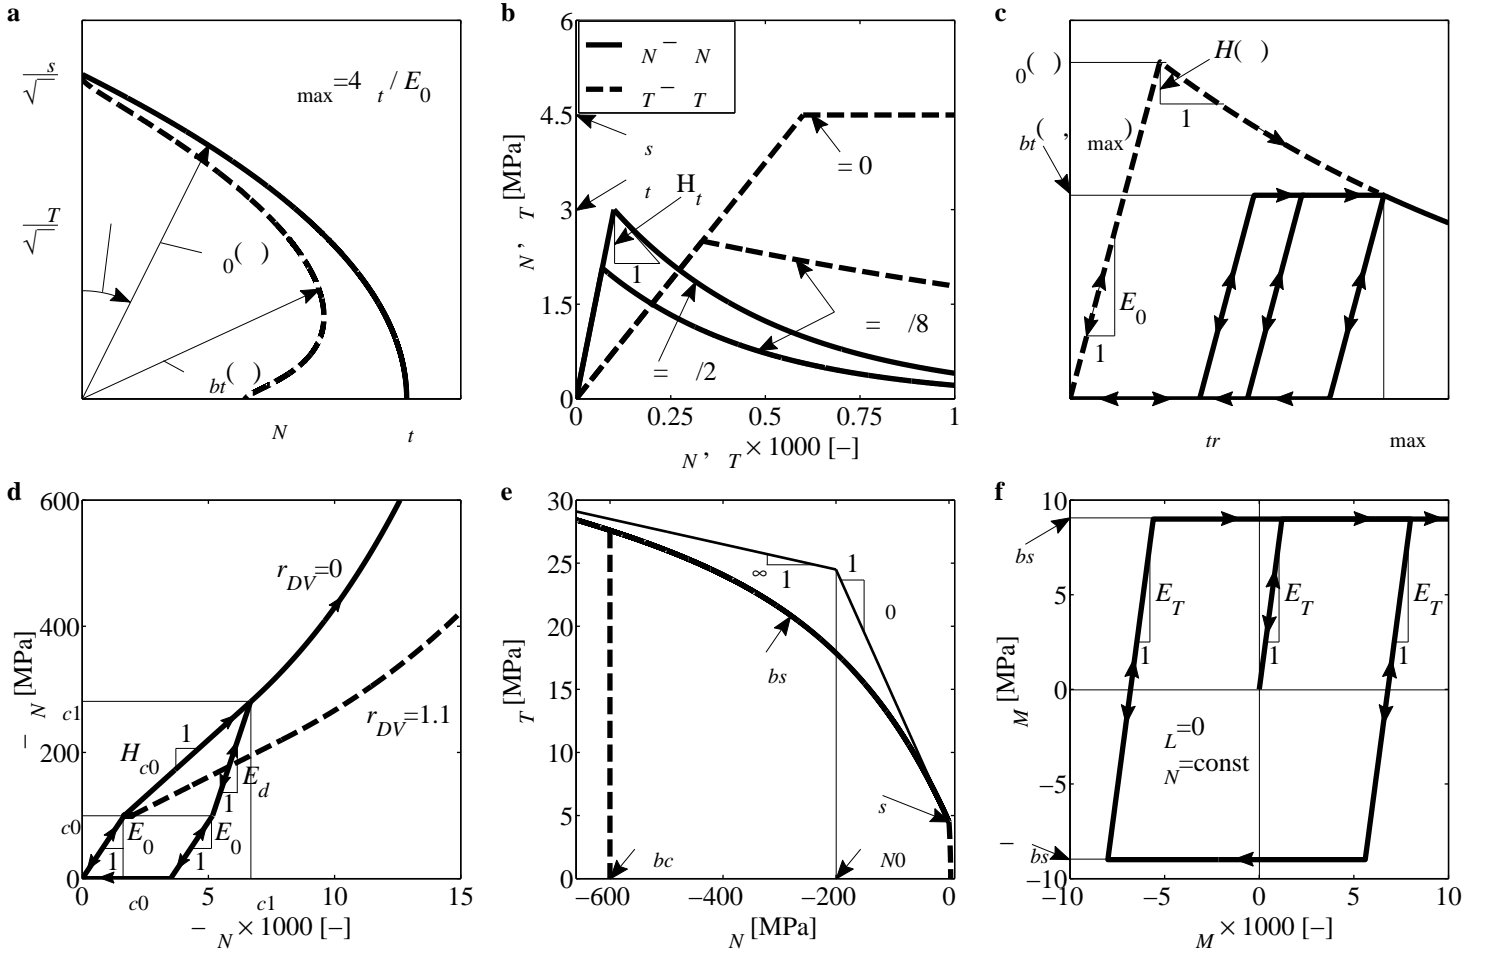 a
s
√
T
√
max=4 t / E0
0( )
bt( )
N
t
b
6
4.5
3
1.5
0
N − N
T − T
s
t
Ht
1
= 0
= /8
= /2
N, T [MPa]
0 0.25 0.5 0.75 1
N, T × 1000 [−]
c
0( )
H( )
1
bt( , max)
E0
1
tr
max
d
600
400
200
0
− N [MPa]
rDV=0
rDV=1.1
c1
c0
Hc0
1
Ed
1
E0
1
E0
1
0 5 10 15
c0
c1
− N × 1000 [−]
e
30
25
20
15
10
5
0
T [MPa]
∞
1
1
0
bs
s
bc
N0
−600 −400 −200 0
N [MPa]
f
10
5
0
−5
−10
M [MPa]
bs
− bs
ET
1
ET
1
ET
1
L=0
N=const
−10 −5 0 5 10
M × 1000 [−]